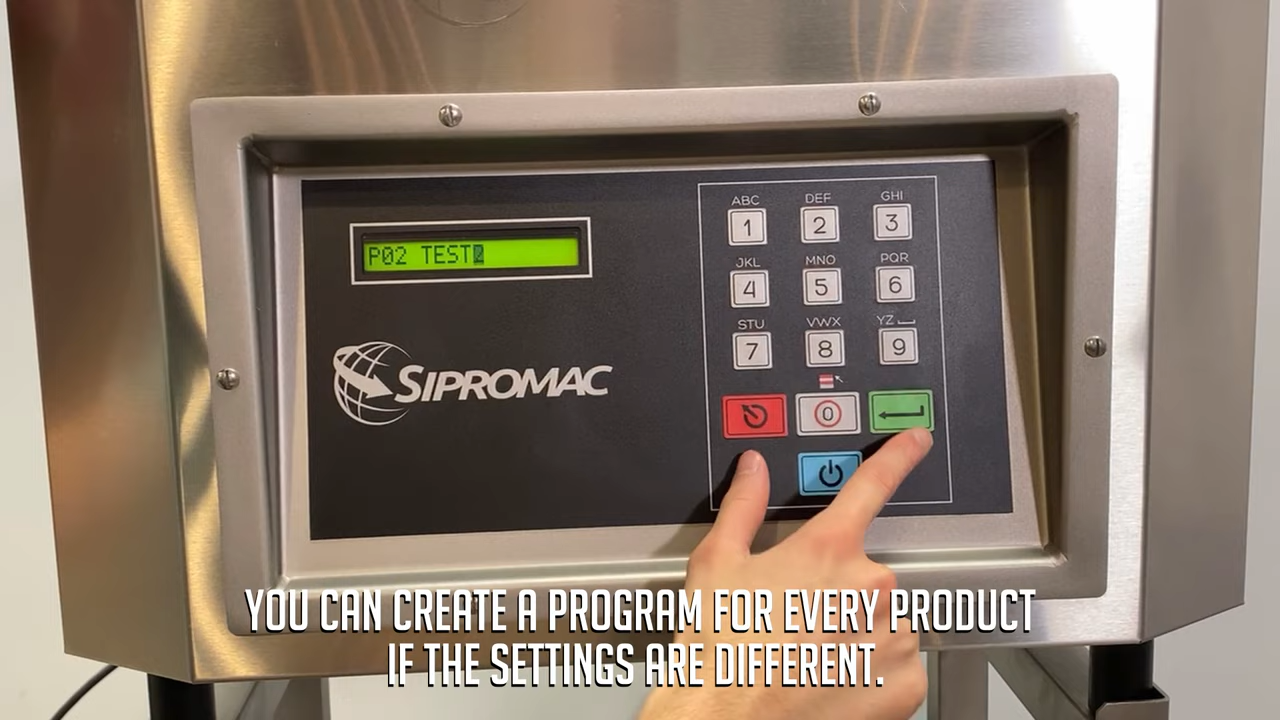 P02 TEST
SIPROMAC
ABC DEF GHI
1 2 3
JKL MNO PQR
4 5 6
STU VWX YZ
7 8 9
0
YOU CAN CREATE A PROGRAM FOR EVERY PRODUCT
IF THE SETTINGS ARE DIFFERENT.